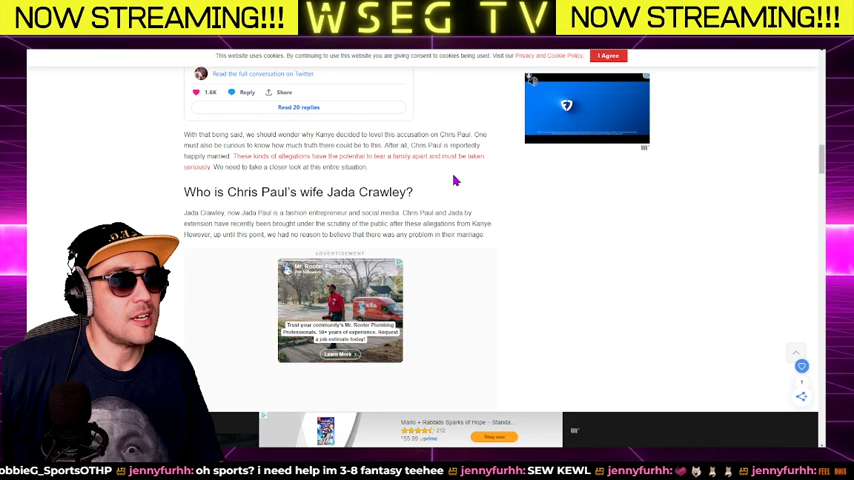 NOW STREAMING!!!
WSEG TV
NOW STREAMING!!!
This website uses cookies. By continuing to use this website you are giving consent to cookies being used. Visit our Privacy and Cookie Policy.
I Agree
Read the full conversation on Twitter
1.6K
Reply
Share
Read 20 replies
With that being said, we should wonder why Kanye decided to level this accusation on Chris Paul. One
must also be curious to know how much truth there could be to this. After all, Chris Paul is reportedly
happily married. These kinds of allegations have the potential to tear a family apart and must be taken
seriously. We need to take a closer look at this entire situation.
Who is Chris Paul's wife Jada Crawley?
Jada Crawley, now Jada Paul is a fashion entrepreneur and social media. Chris Paul and Jada by
extension have recently been brought under the scrutiny of the public after these allegations from Kanye
However, up until this point, we had no reason to believe that there was any problem in their marriage.
ADVERTISEMENT
Mr. Rooter Plumbing
Trust your community's Mr. Rooter Plumbing
Professionals. 50+ years of experience. Request
a job estimate today!
Learn More
1
Mario + Rabbids Sparks of Hope – Standa...
212
$55.99
prime
Shop now
obbieG_SportsOTHP
jennyfurhh: oh sports? i need help im 3-8 fantasy teehee
jennyfurhh: SEW KEWL
jennyfurhh:
jennyfurhh: